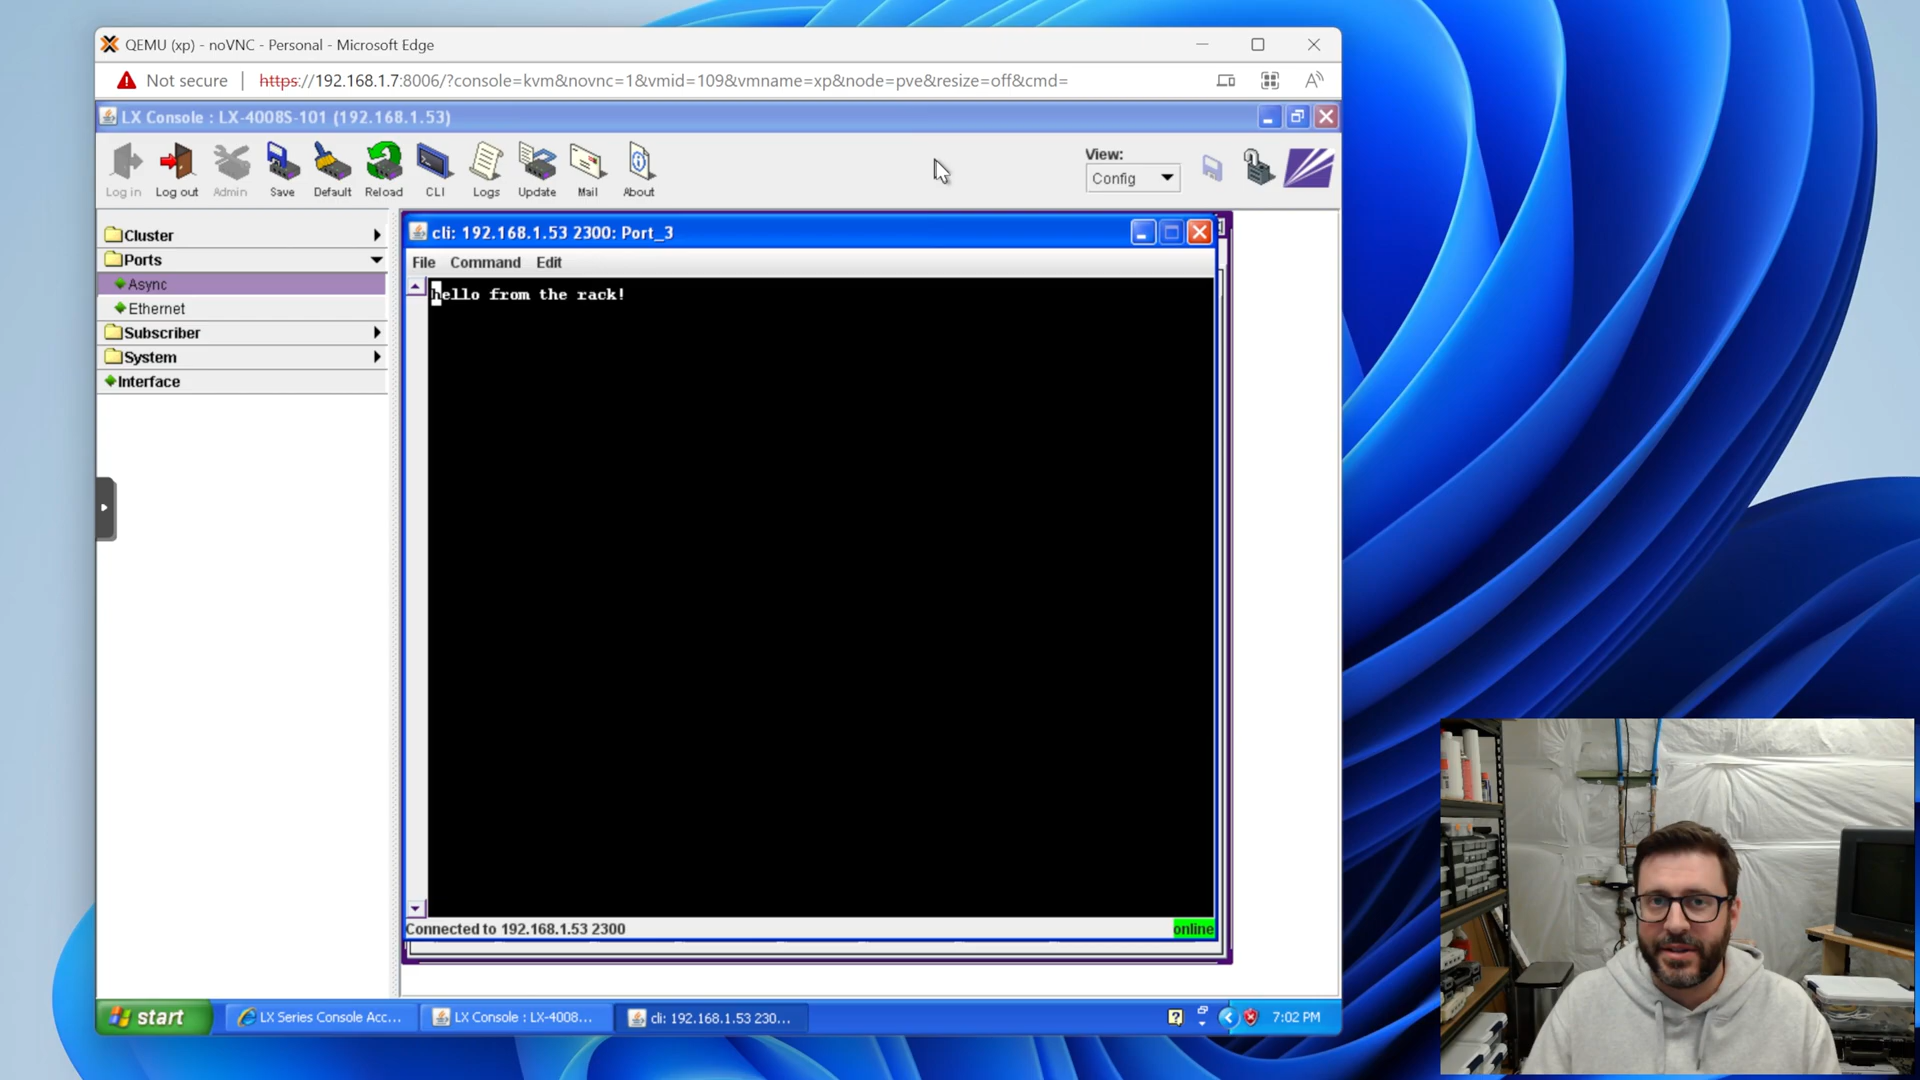 QEMU (xp) - noVNC - Personal - Microsoft Edge
Not secure
https://192.168.1.7:8006/?console=kvm&novnc=1&vmid=109&vmname=xp&node=pve&resize=off&cmd=
LX Console : LX-4008S-101 (192.168.1.53)
Log in
Log out
Admin
Save
Default
Reload
CLI
Logs
Update
Mail
About
View:
Config
Cluster
Ports
Async
Ethernet
Subscriber
System
Interface
cli: 192.168.1.53 2300: Port_3
File Command Edit
hello from the rack!
Connected to 192.168.1.53 2300
online
start
LX Series Console Acc...
LX Console : LX-4008...
cli: 192.168.1.53 230...
7:02 PM